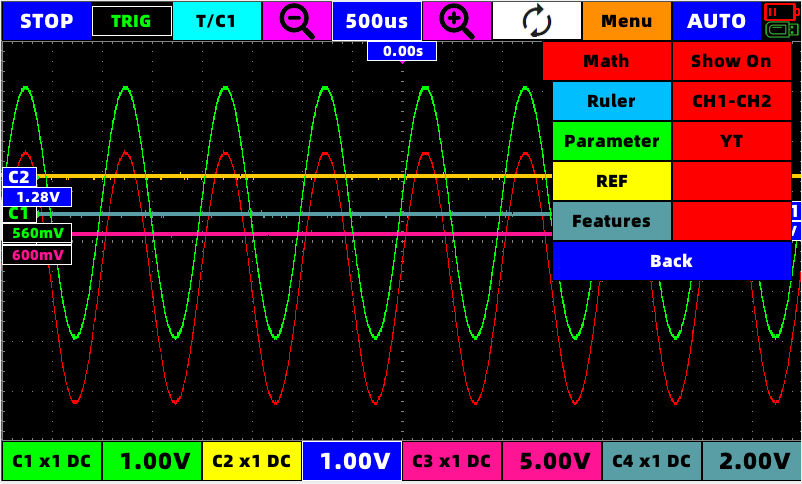 STOP TRIG T/C1 500us Menu AUTO
0.00s
Math Show On
Ruler CH1-CH2
Parameter YT
C2
REF
1.28V
C1
Features
560mV
600mV
Back
C1 x1 DC 1.00V C2 x1 DC 1.00V C3 x1 DC 5.00V C4 x1 DC 2.00V